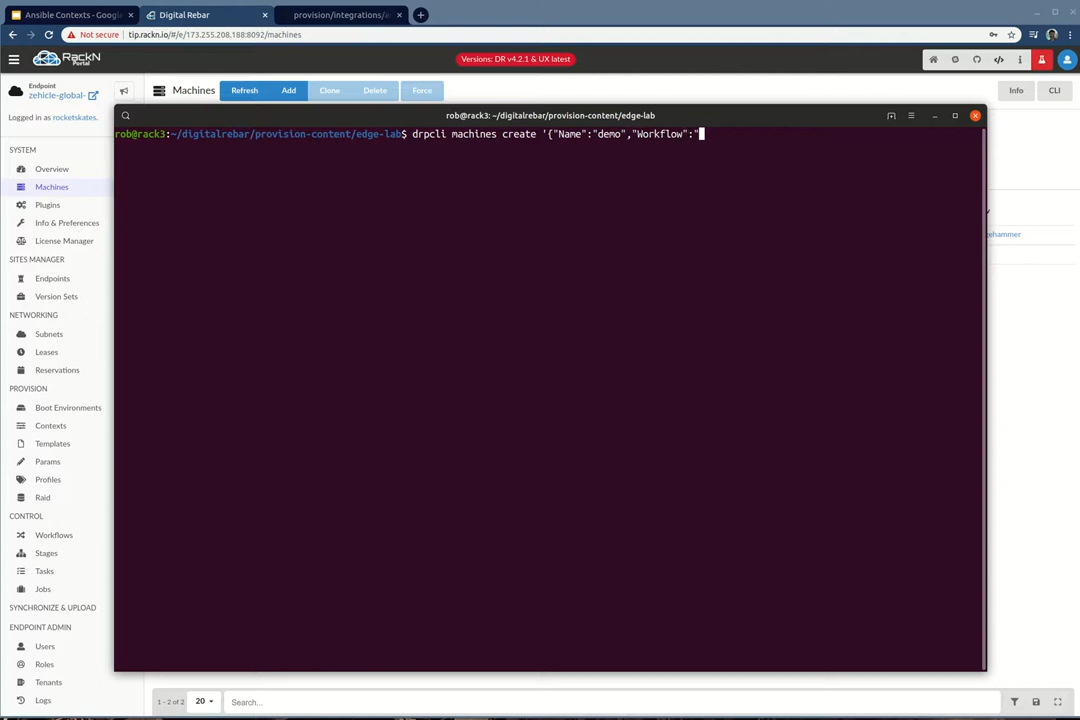 Ansible Contexts - Google
Digital Rebar
provision/integrations/
Not secure
tip.rackn.io/#/e/173.255.208.188:8092/machines
RackN
Portal
Versions: DR v4.2.1 & UX latest
Endpoint
zehicle-global-
Logged in as rocketskates.
Machines
Refresh
Add
Clone
Delete
Force
Info
CLI
rob@rack3: ~/digitalrebar/provision-content/edge-lab
rob@rack3:~/digitalrebar/provision-content/edge-lab$ drpcli machines create '{"Name":"demo","Workflow":"
SYSTEM
Overview
Machines
Plugins
Info & Preferences
License Manager
SITES MANAGER
Endpoints
Version Sets
NETWORKING
Subnets
Leases
Reservations
PROVISION
Boot Environments
Contexts
Templates
Params
Profiles
Raid
CONTROL
Workflows
Stages
Tasks
Jobs
SYNCHRONIZE & UPLOAD
ENDPOINT ADMIN
Users
Roles
Tenants
Logs
1 - 2 of 2
20
Search...